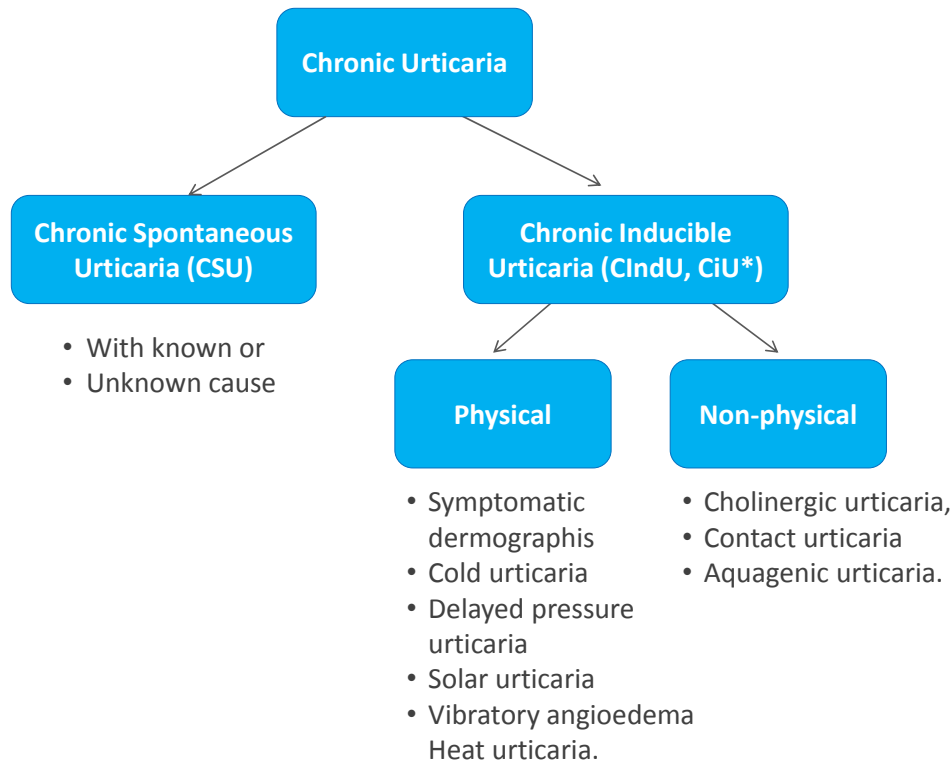 Chronic Urticaria
Chronic Spontaneous
Urticaria (CSU)
Chronic Inducible
Urticaria (CIndU, CiU*)
• With known or
• Unknown cause
Physical
Non-physical
• Symptomatic
dermographis
• Cold urticaria
• Delayed pressure
urticaria
• Solar urticaria
• Vibratory angioedema
Heat urticaria.
• Cholinergic urticaria,
• Contact urticaria
• Aquagenic urticaria.